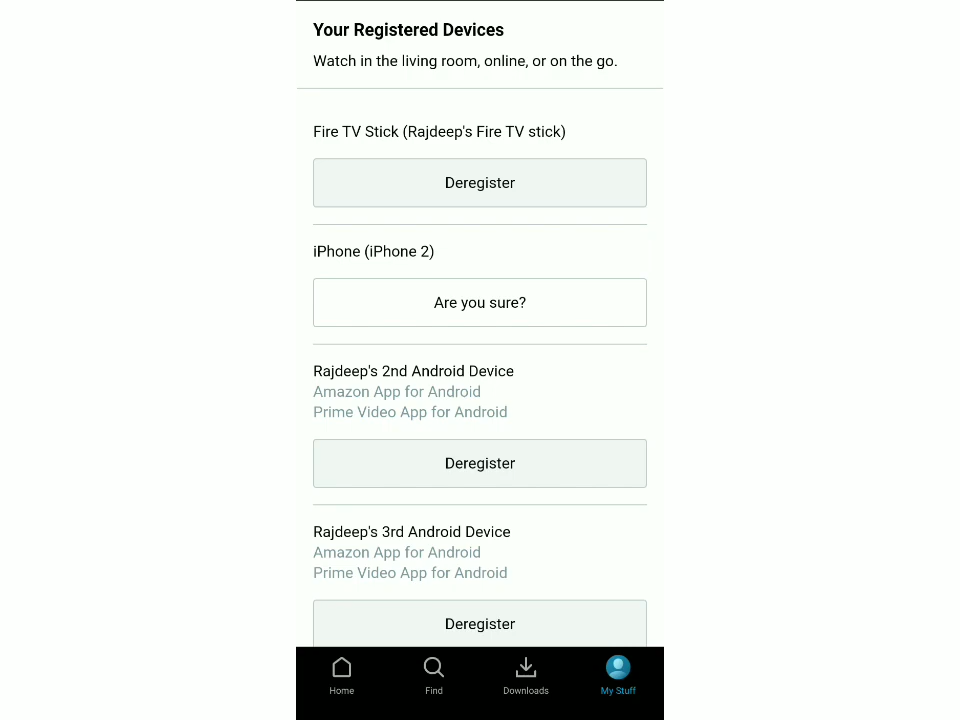 Your Registered Devices
Watch in the living room, online, or on the go.
Fire TV Stick (Rajdeep's Fire TV stick)
Deregister
iPhone (iPhone 2)
Are you sure?
Rajdeep's 2nd Android Device
Amazon App for Android
Prime Video App for Android
Deregister
Rajdeep's 3rd Android Device
Amazon App for Android
Prime Video App for Android
Deregister
Home Find Downloads My Stuff